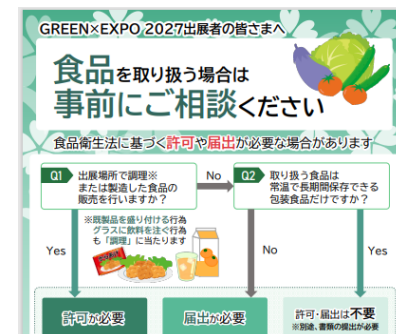 GREEN×EXPO 2027出展者の皆さまへ
食品を取り扱う場合は
事前にご相談ください
食品衛生法に基づく許可や届出が必要な場合があります
Q1 出展場所で調理※
または製造した食品の
販売を行いますか？
※既製品を盛り付ける行為
グラスに飲料を注ぐ行為
も「調理」に当たります
No
Q2 取り扱う食品は
常温で長期間保存できる
包装食品だけですか？
Yes
No
Yes
許可が必要
届出が必要
許可・届出は不要
※別途、書類の提出が必要